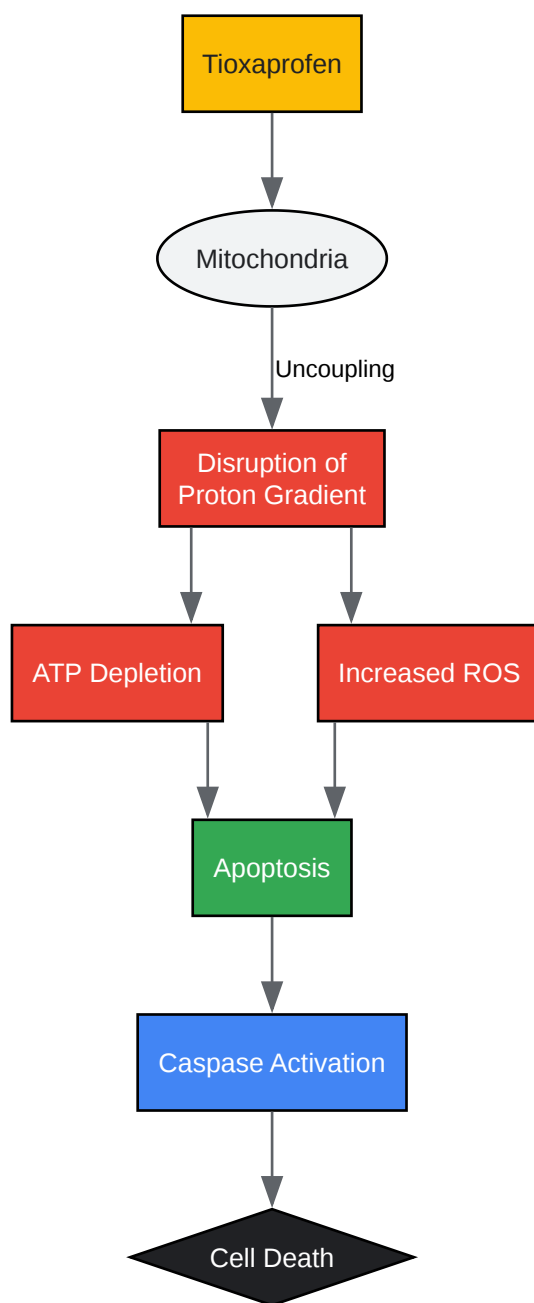 Tioxaprofen
Mitochondria
Uncoupling
Disruption of
Proton Gradient
ATP Depletion
Increased ROS
Apoptosis
Caspase Activation
Cell Death